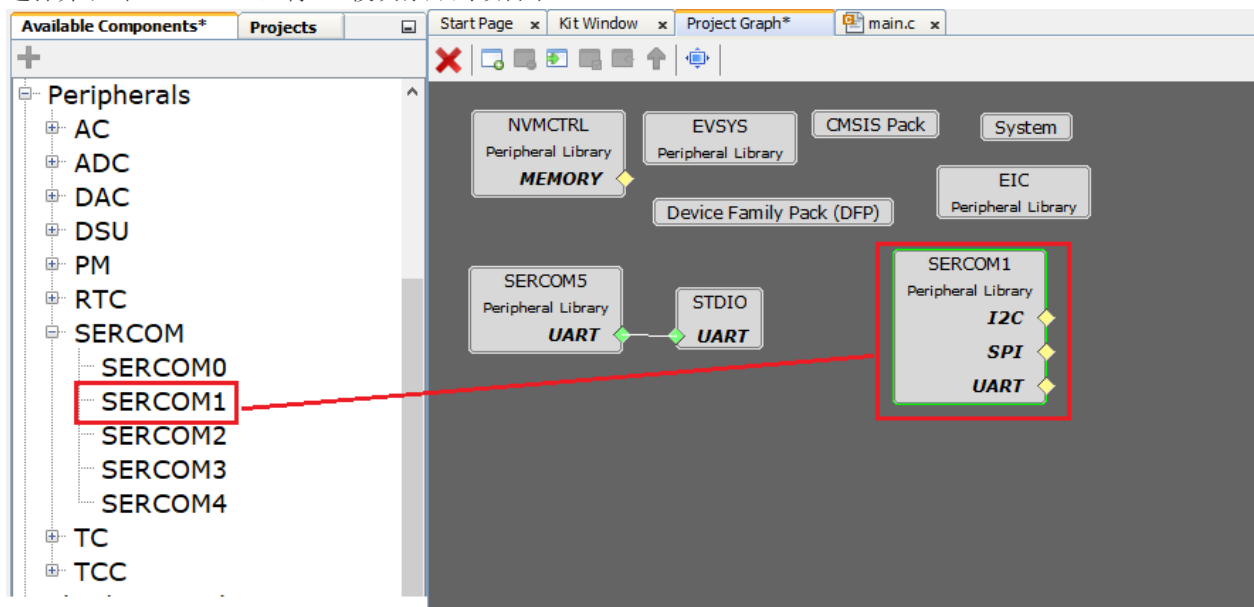 Available Components*
Projects
Start Page
Kit Window
Project Graph*
main.c
Peripherals
AC
ADC
DAC
DSU
PM
RTC
SERCOM
SERCOM0
SERCOM1
SERCOM2
SERCOM3
SERCOM4
TC
TCC
NVMCTRL
Peripheral Library
MEMORY
EVSYS
Peripheral Library
CMSIS Pack
System
EIC
Peripheral Library
Device Family Pack (DFP)
SERCOM5
Peripheral Library
UART
STDIO
UART
SERCOM1
Peripheral Library
I2C
SPI
UART